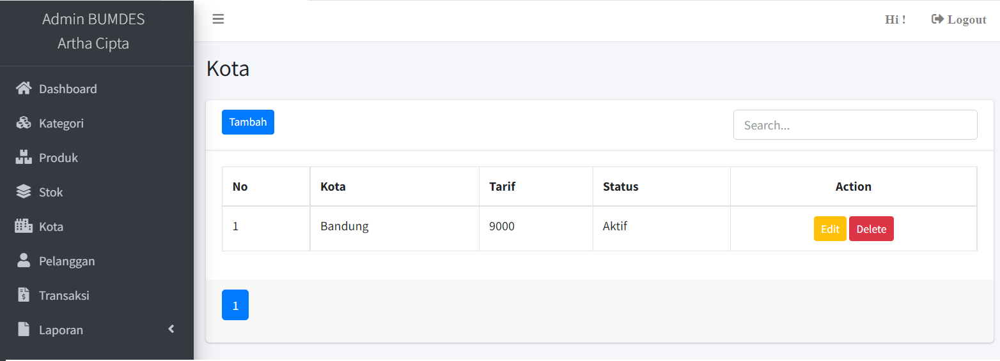 Admin BUMDES
Artha Cipta
Dashboard
Kategori
Produk
Stok
Kota
Pelanggan
Transaksi
Laporan
Hi ! Logout
Kota
Tambah Search...
No Kota Tarif Status Action
1 Bandung 9000 Aktif Edit Delete
1